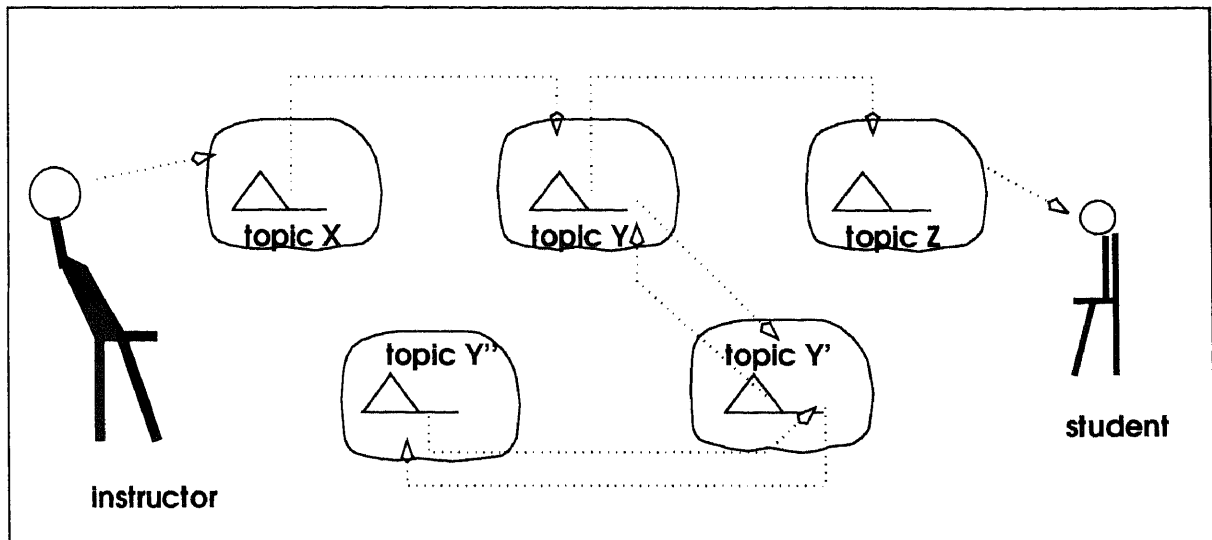 topic X
topic Y
topic Z
topic Y''
topic Y'
student
instructor